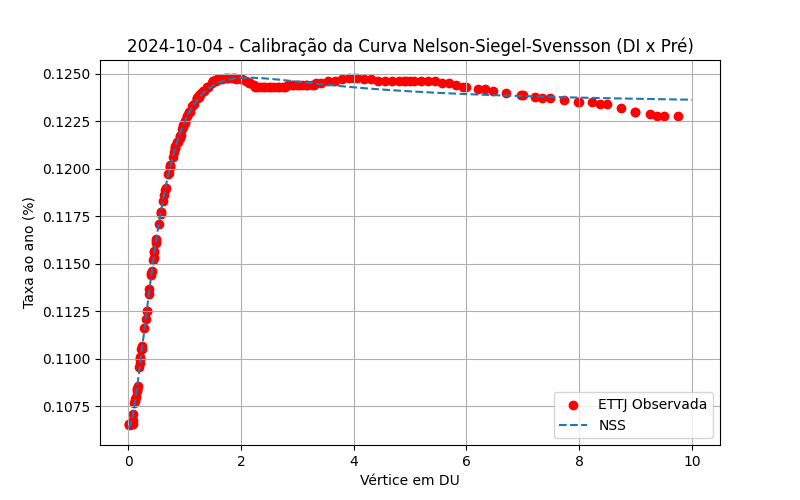 2024-10-04 - Calibração da Curva Nelson-Siegel-Svensson (DI x Pré)
Taxa ao ano (%)
0.1250
0.1225
0.1200
0.1175
0.1150
0.1125
0.1100
0.1075
ETTJ Observada
NSS
0 2 4 6 8 10
Vértice em DU